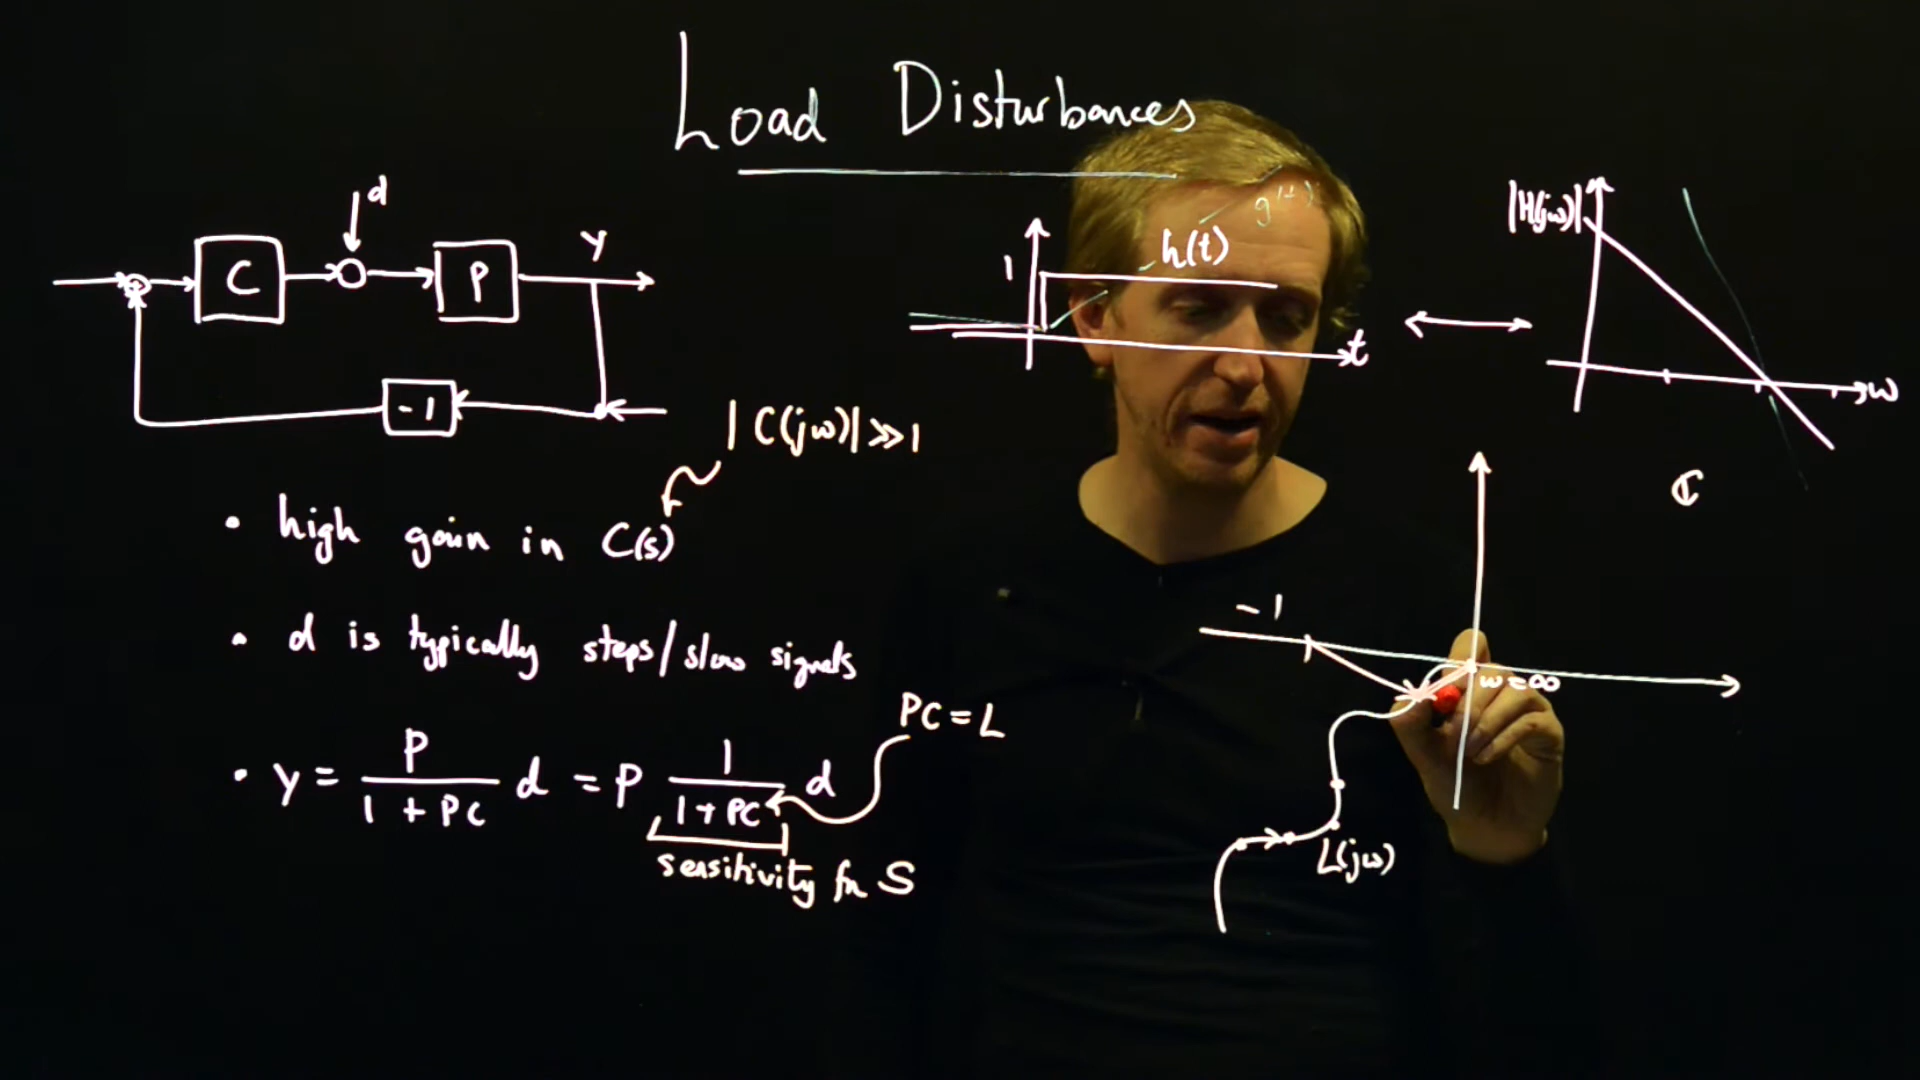 Load Disturbances
d
C
P
y
-1
|C(jω)|>>1
• high gain in C(s)
• d is typically steps/slow signals
• y = P / 1 + PC d = P 1 / 1 + PC d
PC = L
sensitivity fn S
g(t)
h(t)
1
t
|H(jω)|
ω
ℂ
-1
ω=∞
L(jω)